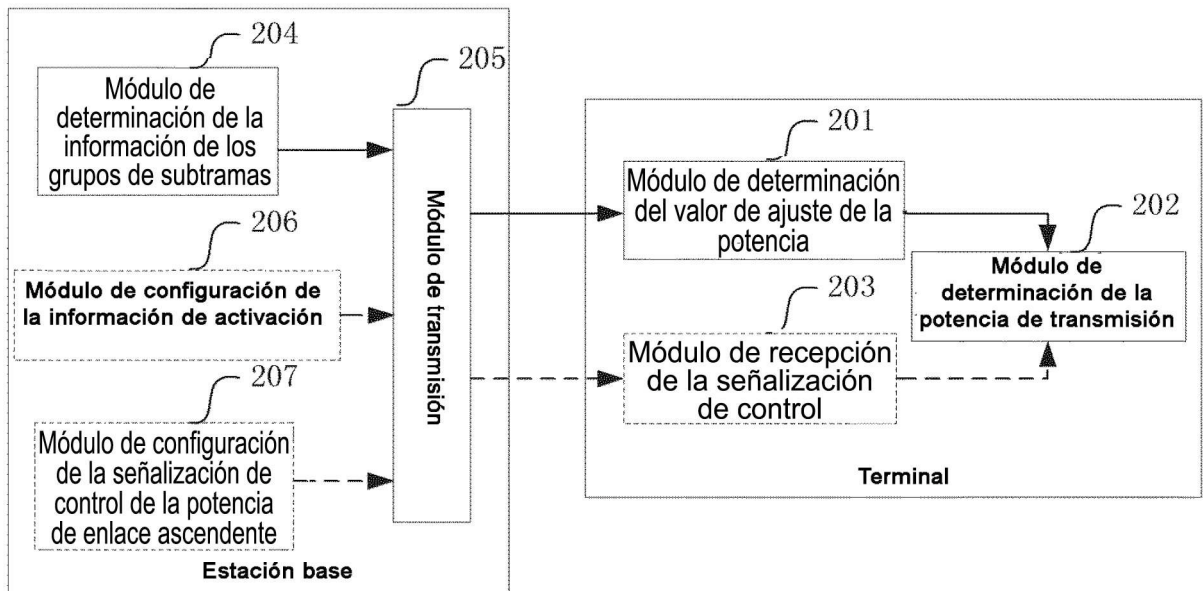 204
Módulo de
determinación de la
información de los
grupos de subtramas
205
Módulo de transmisión
206
Módulo de configuración de
la información de activación
207
Módulo de configuración
de la señalización de
control de la potencia
de enlace ascendente
Estación base
201
Módulo de determinación
del valor de ajuste de la
potencia
202
Módulo de
determinación de la
potencia de transmisión
203
Módulo de recepción
de la señalización
de control
Terminal